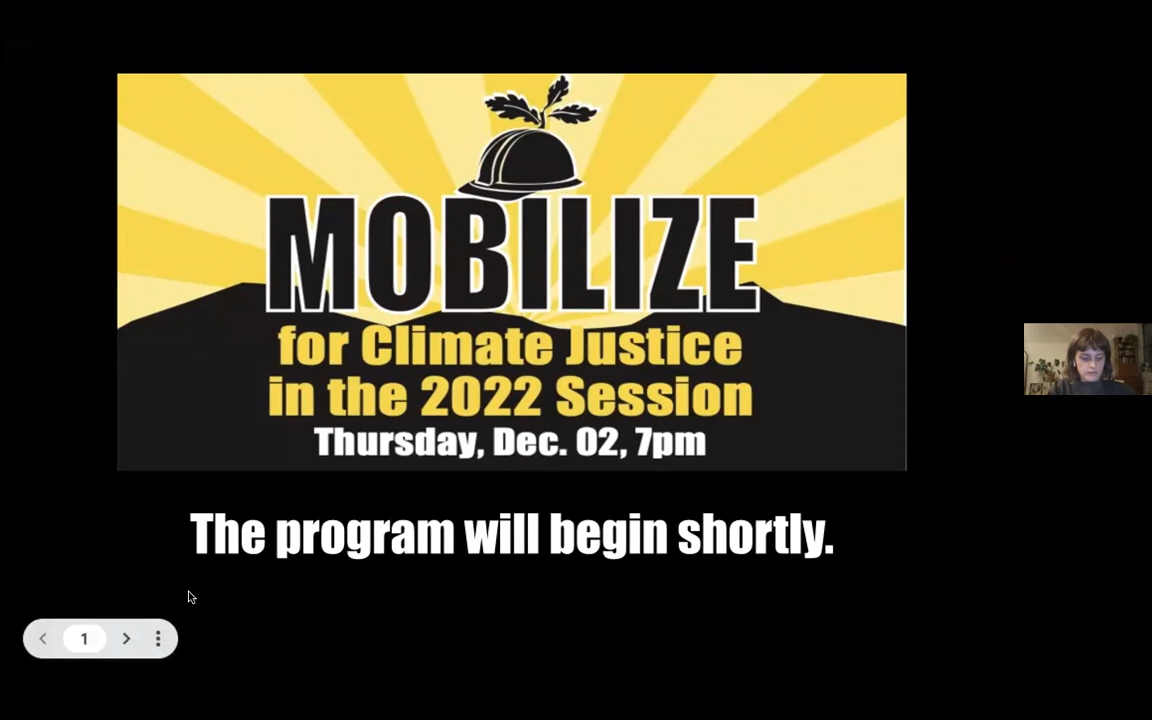 MOBILIZE
for Climate Justice
in the 2022 Session
Thursday, Dec. 02, 7pm
The program will begin shortly.
1